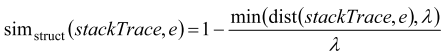 sim_struct(stackTrace, e) = 1 − min(dist(stackTrace, e), λ) / λ